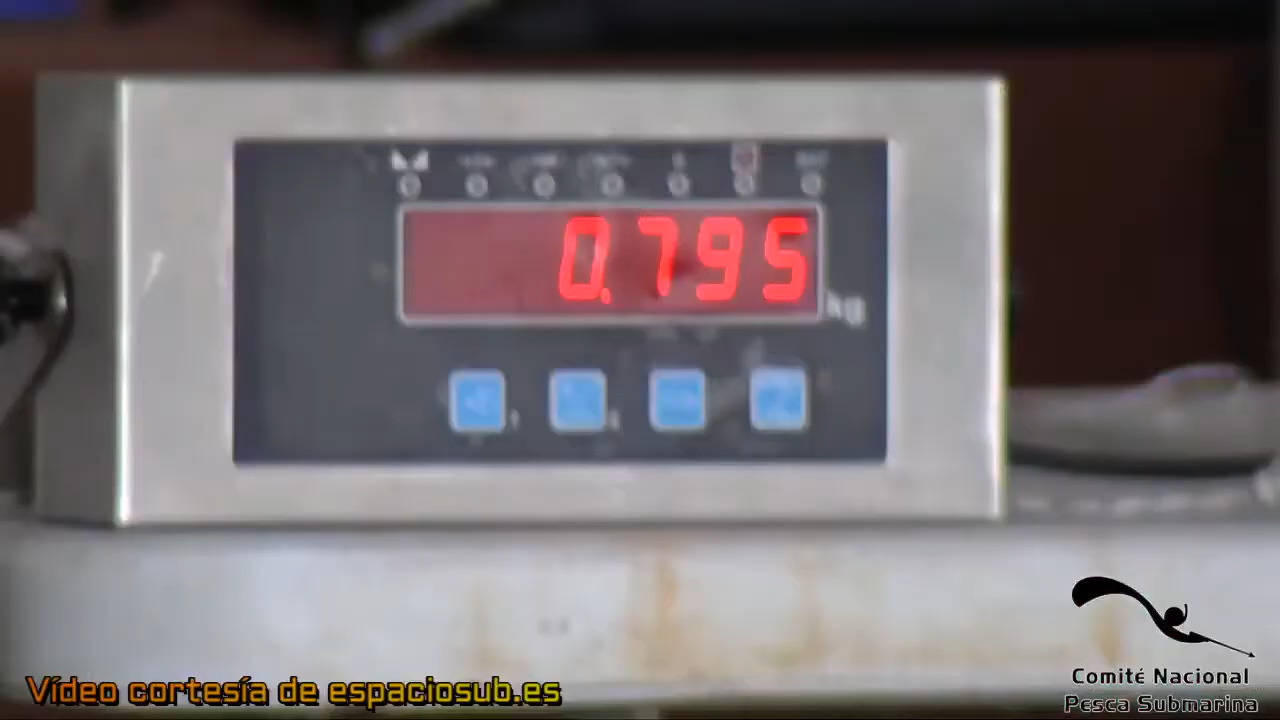 0.795
kg
Vídeo cortesía de espaciosub.es
Comité Nacional
Pesca Submarina